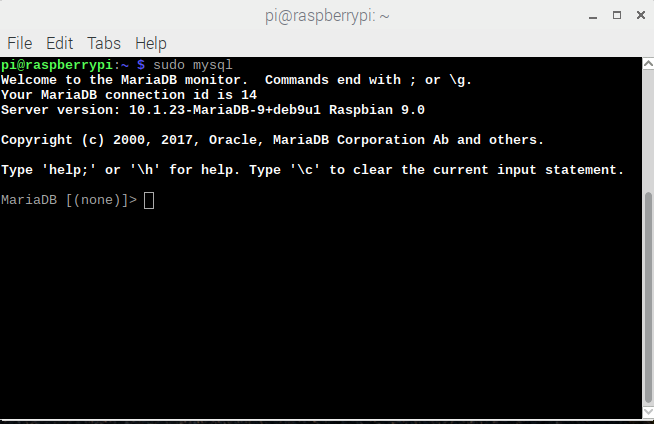 pi@raspberrypi: ~
File Edit Tabs Help
pi@raspberrypi:~ $ sudo mysql
Welcome to the MariaDB monitor.  Commands end with ; or \g.
Your MariaDB connection id is 14
Server version: 10.1.23-MariaDB-9+deb9u1 Raspbian 9.0
Copyright (c) 2000, 2017, Oracle, MariaDB Corporation Ab and others.
Type 'help;' or '\h' for help. Type '\c' to clear the current input statement.
MariaDB [(none)]>